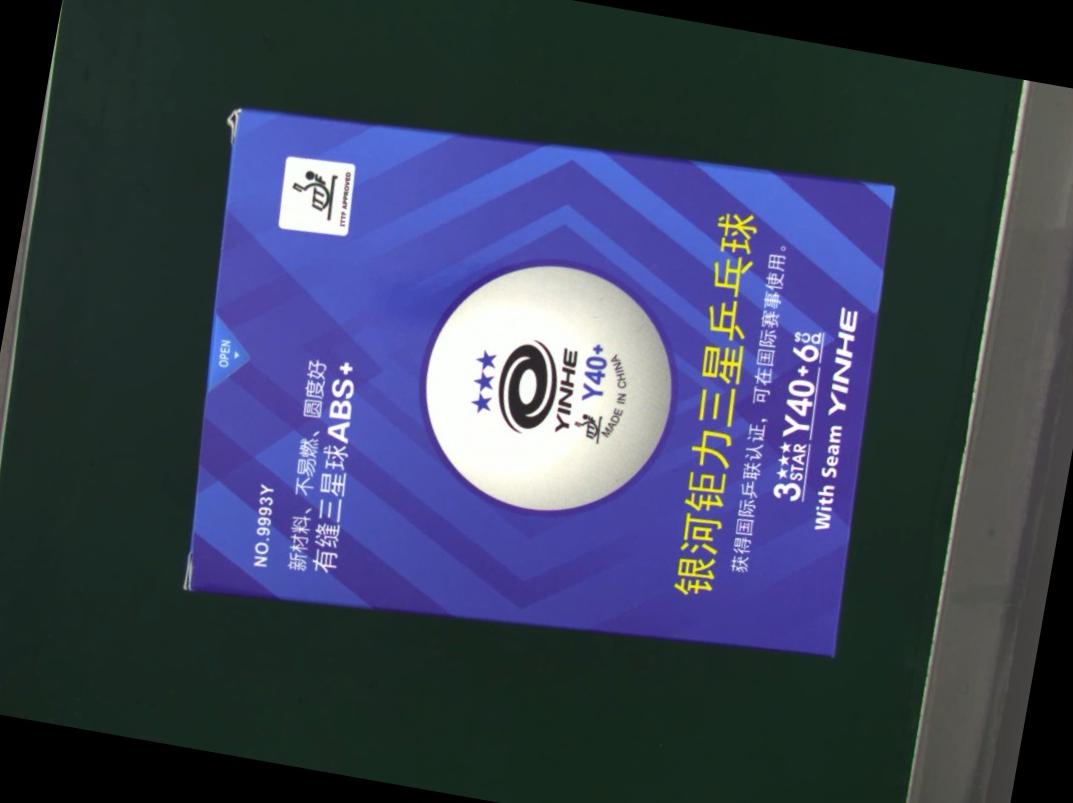 ITTF
ITTF APPROVED
OPEN
NO.9993Y
新材料、不易燃、圆度好
有缝三星球ABS+
★★★
YINHE
ITTF Y40+
MADE IN CHINA
银河钜力三星乒乓球
获得国际乒联认证，可在国际赛事使用。
3 ★★★ STAR Y40+ 6
With Seam YINHE